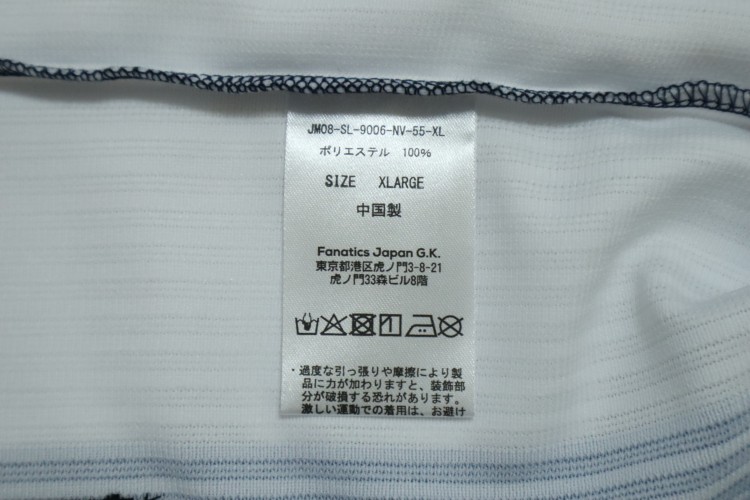 JM08-SL-9006-NV-55-XL
ポリエステル 100%
SIZE XLARGE
中国製
Fanatics Japan G.K.
東京都港区虎ノ門3-8-21
虎ノ門33森ビル8階
・過度な引っ張りや摩擦により製
品に力が加わりますと、装飾部
分が破損する恐れがあります。
激しい運動での着用は、お避け